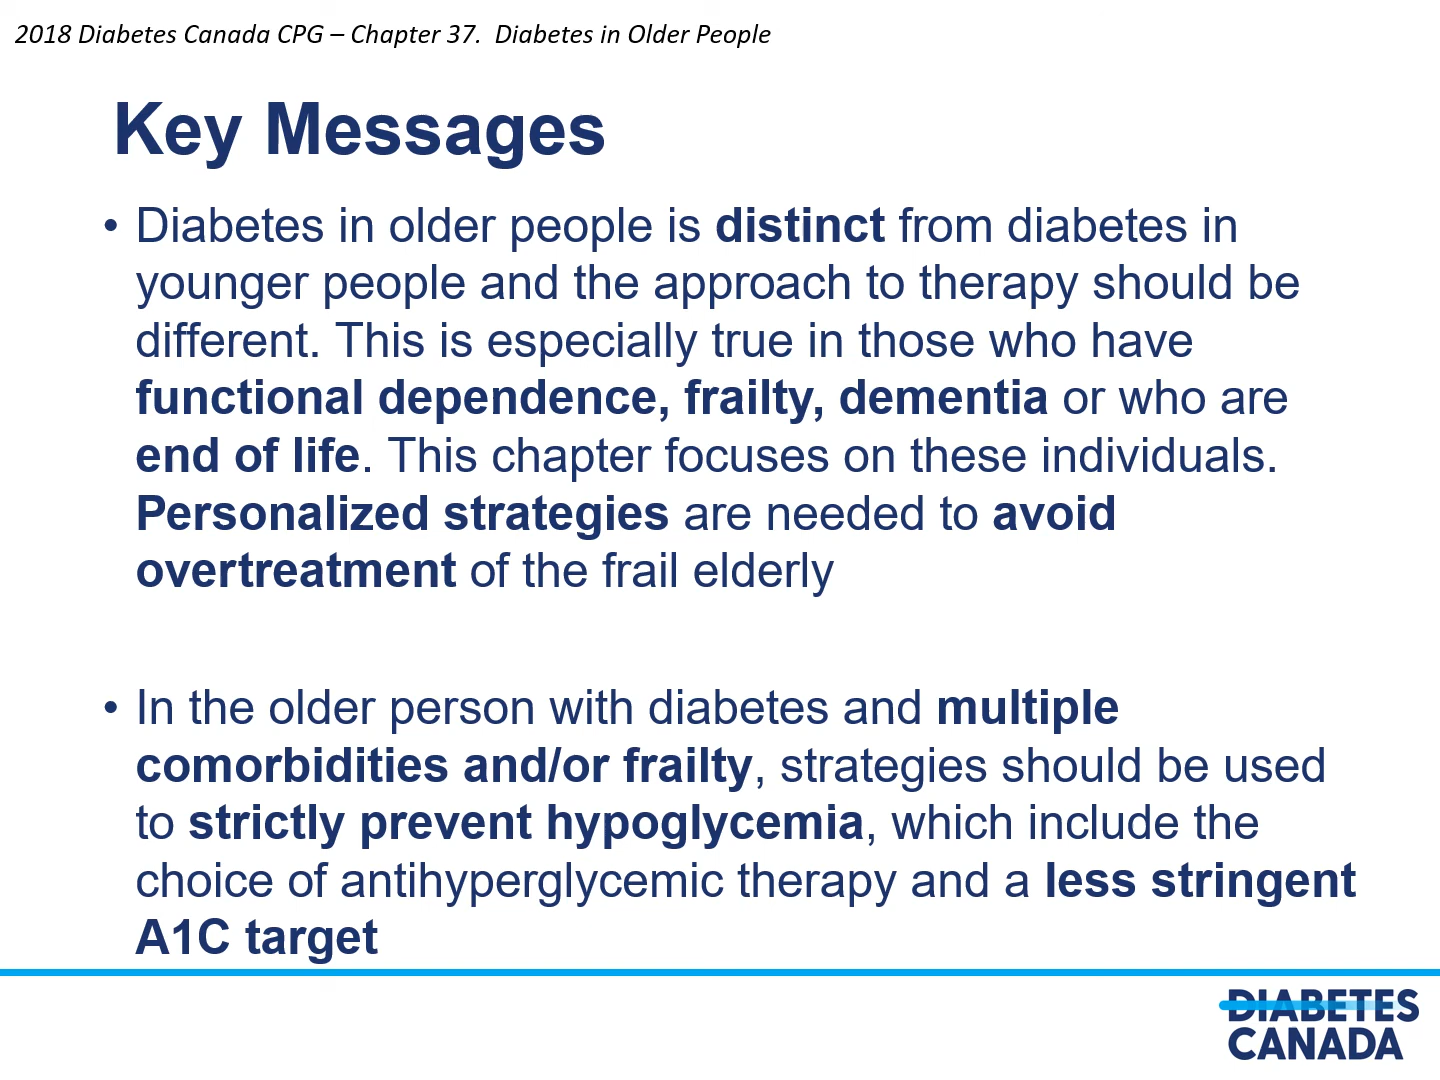 2018 Diabetes Canada CPG – Chapter 37.  Diabetes in Older People
Key Messages
• Diabetes in older people is distinct from diabetes in
younger people and the approach to therapy should be
different. This is especially true in those who have
functional dependence, frailty, dementia or who are
end of life. This chapter focuses on these individuals.
Personalized strategies are needed to avoid
overtreatment of the frail elderly
• In the older person with diabetes and multiple
comorbidities and/or frailty, strategies should be used
to strictly prevent hypoglycemia, which include the
choice of antihyperglycemic therapy and a less stringent
A1C target
DIABETES
CANADA